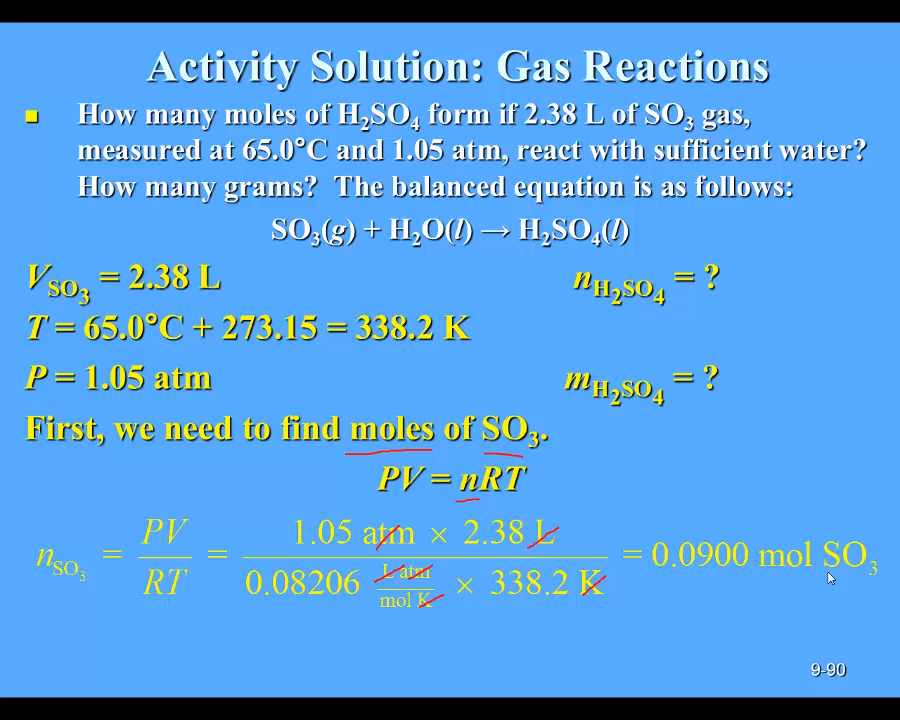 Activity Solution: Gas Reactions
How many moles of H₂SO₄ form if 2.38 L of SO₃ gas,
measured at 65.0°C and 1.05 atm, react with sufficient water?
How many grams? The balanced equation is as follows:
SO₃(g) + H₂O(l) → H₂SO₄(l)
V_SO₃ = 2.38 L n_H₂SO₄ = ?
T = 65.0°C + 273.15 = 338.2 K
P = 1.05 atm m_H₂SO₄ = ?
First, we need to find moles of SO₃.
PV = nRT
n_SO₃ = PV/RT = (1.05 atm × 2.38 L)/(0.08206 L atm/mol K × 338.2 K) = 0.0900 mol SO₃
9-90